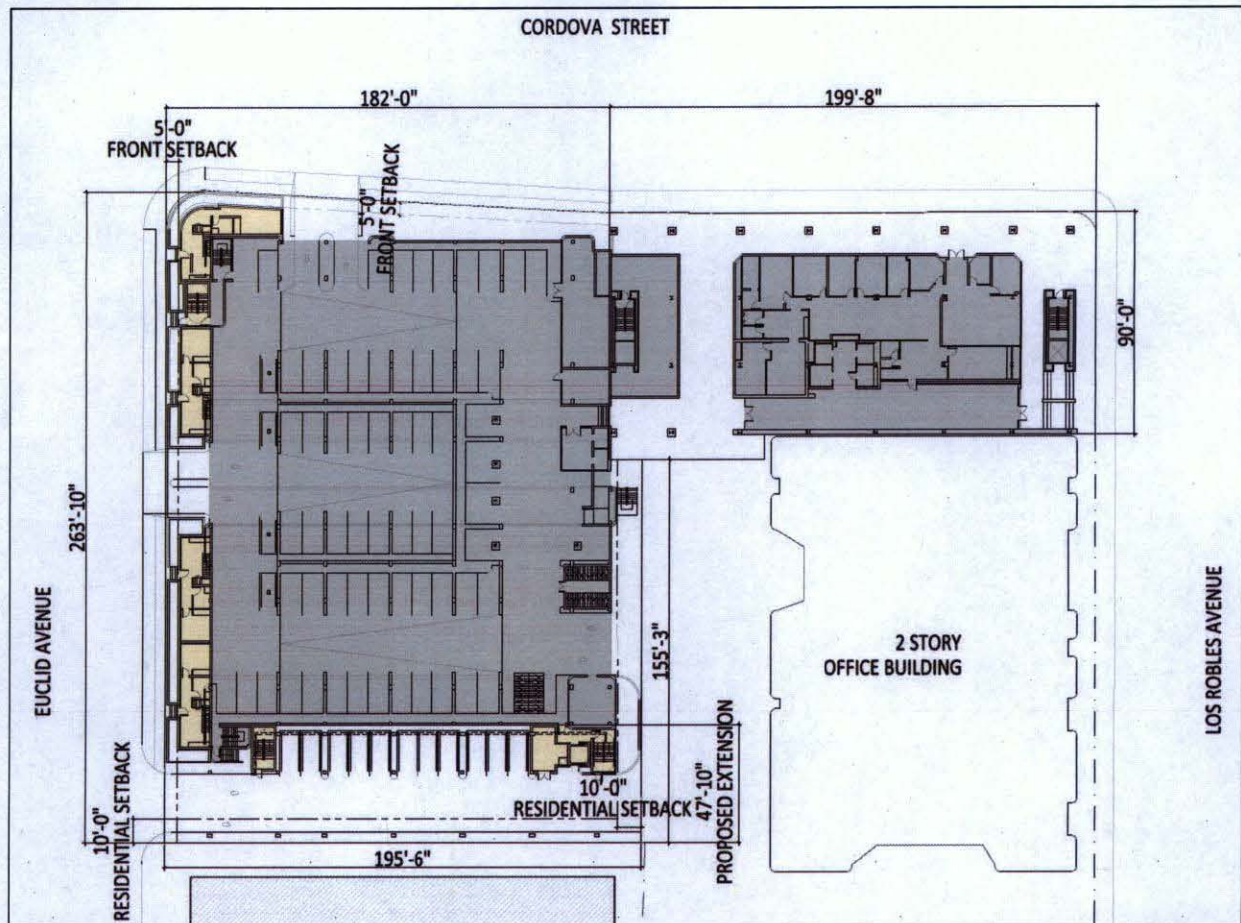 CORDOVA STREET
182'-0"
199'-8"
5'-0"
FRONT SETBACK
5'-0"
FRONT SETBACK
90'-0"
263'-10"
EUCLID AVENUE
2 STORY
OFFICE BUILDING
LOS ROBLES AVENUE
155'-3"
47'-10"
PROPOSED EXTENSION
10'-0"
RESIDENTIAL SETBACK
10'-0"
RESIDENTIAL SETBACK
195'-6"